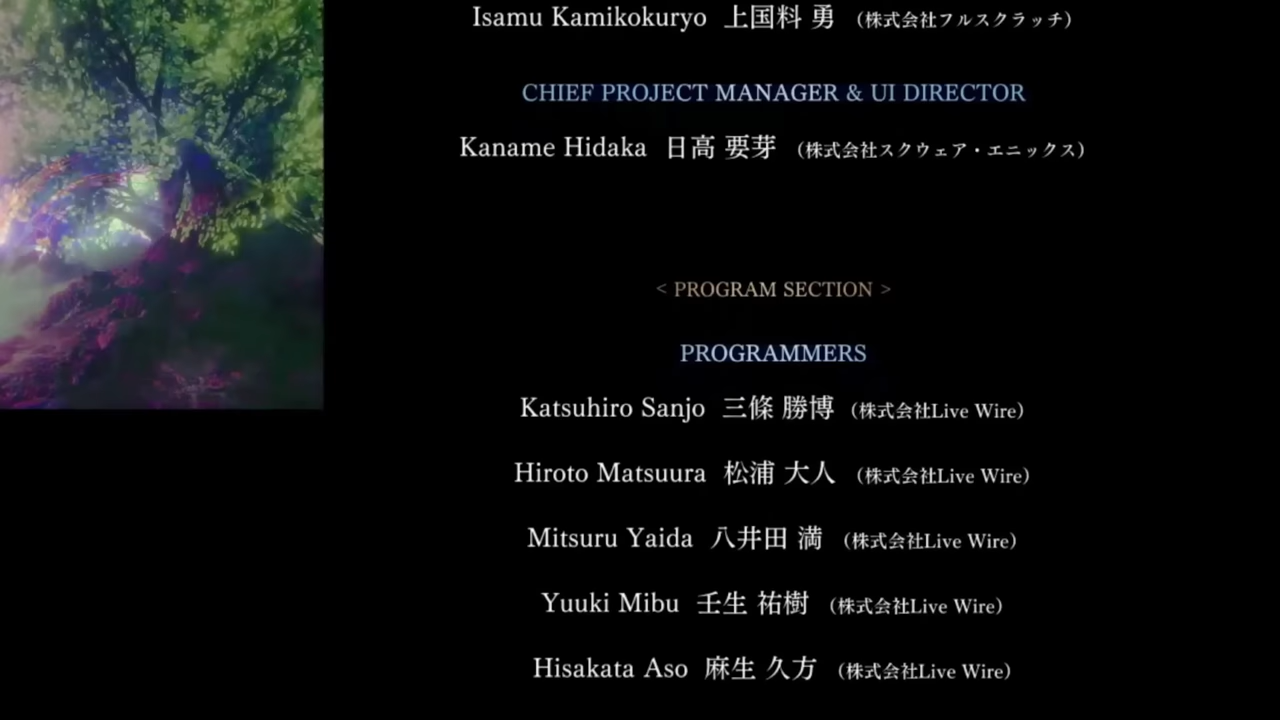 Isamu Kamikokuryo 上国料 勇 （株式会社フルスクラッチ）
CHIEF PROJECT MANAGER & UI DIRECTOR
Kaname Hidaka 日高 要芽 （株式会社スクウェア・エニックス）
< PROGRAM SECTION >
PROGRAMMERS
Katsuhiro Sanjo 三條 勝博 （株式会社Live Wire）
Hiroto Matsuura 松浦 大人 （株式会社Live Wire）
Mitsuru Yaida 八井田 満 （株式会社Live Wire）
Yuuki Mibu 壬生 祐樹 （株式会社Live Wire）
Hisakata Aso 麻生 久方 （株式会社Live Wire）